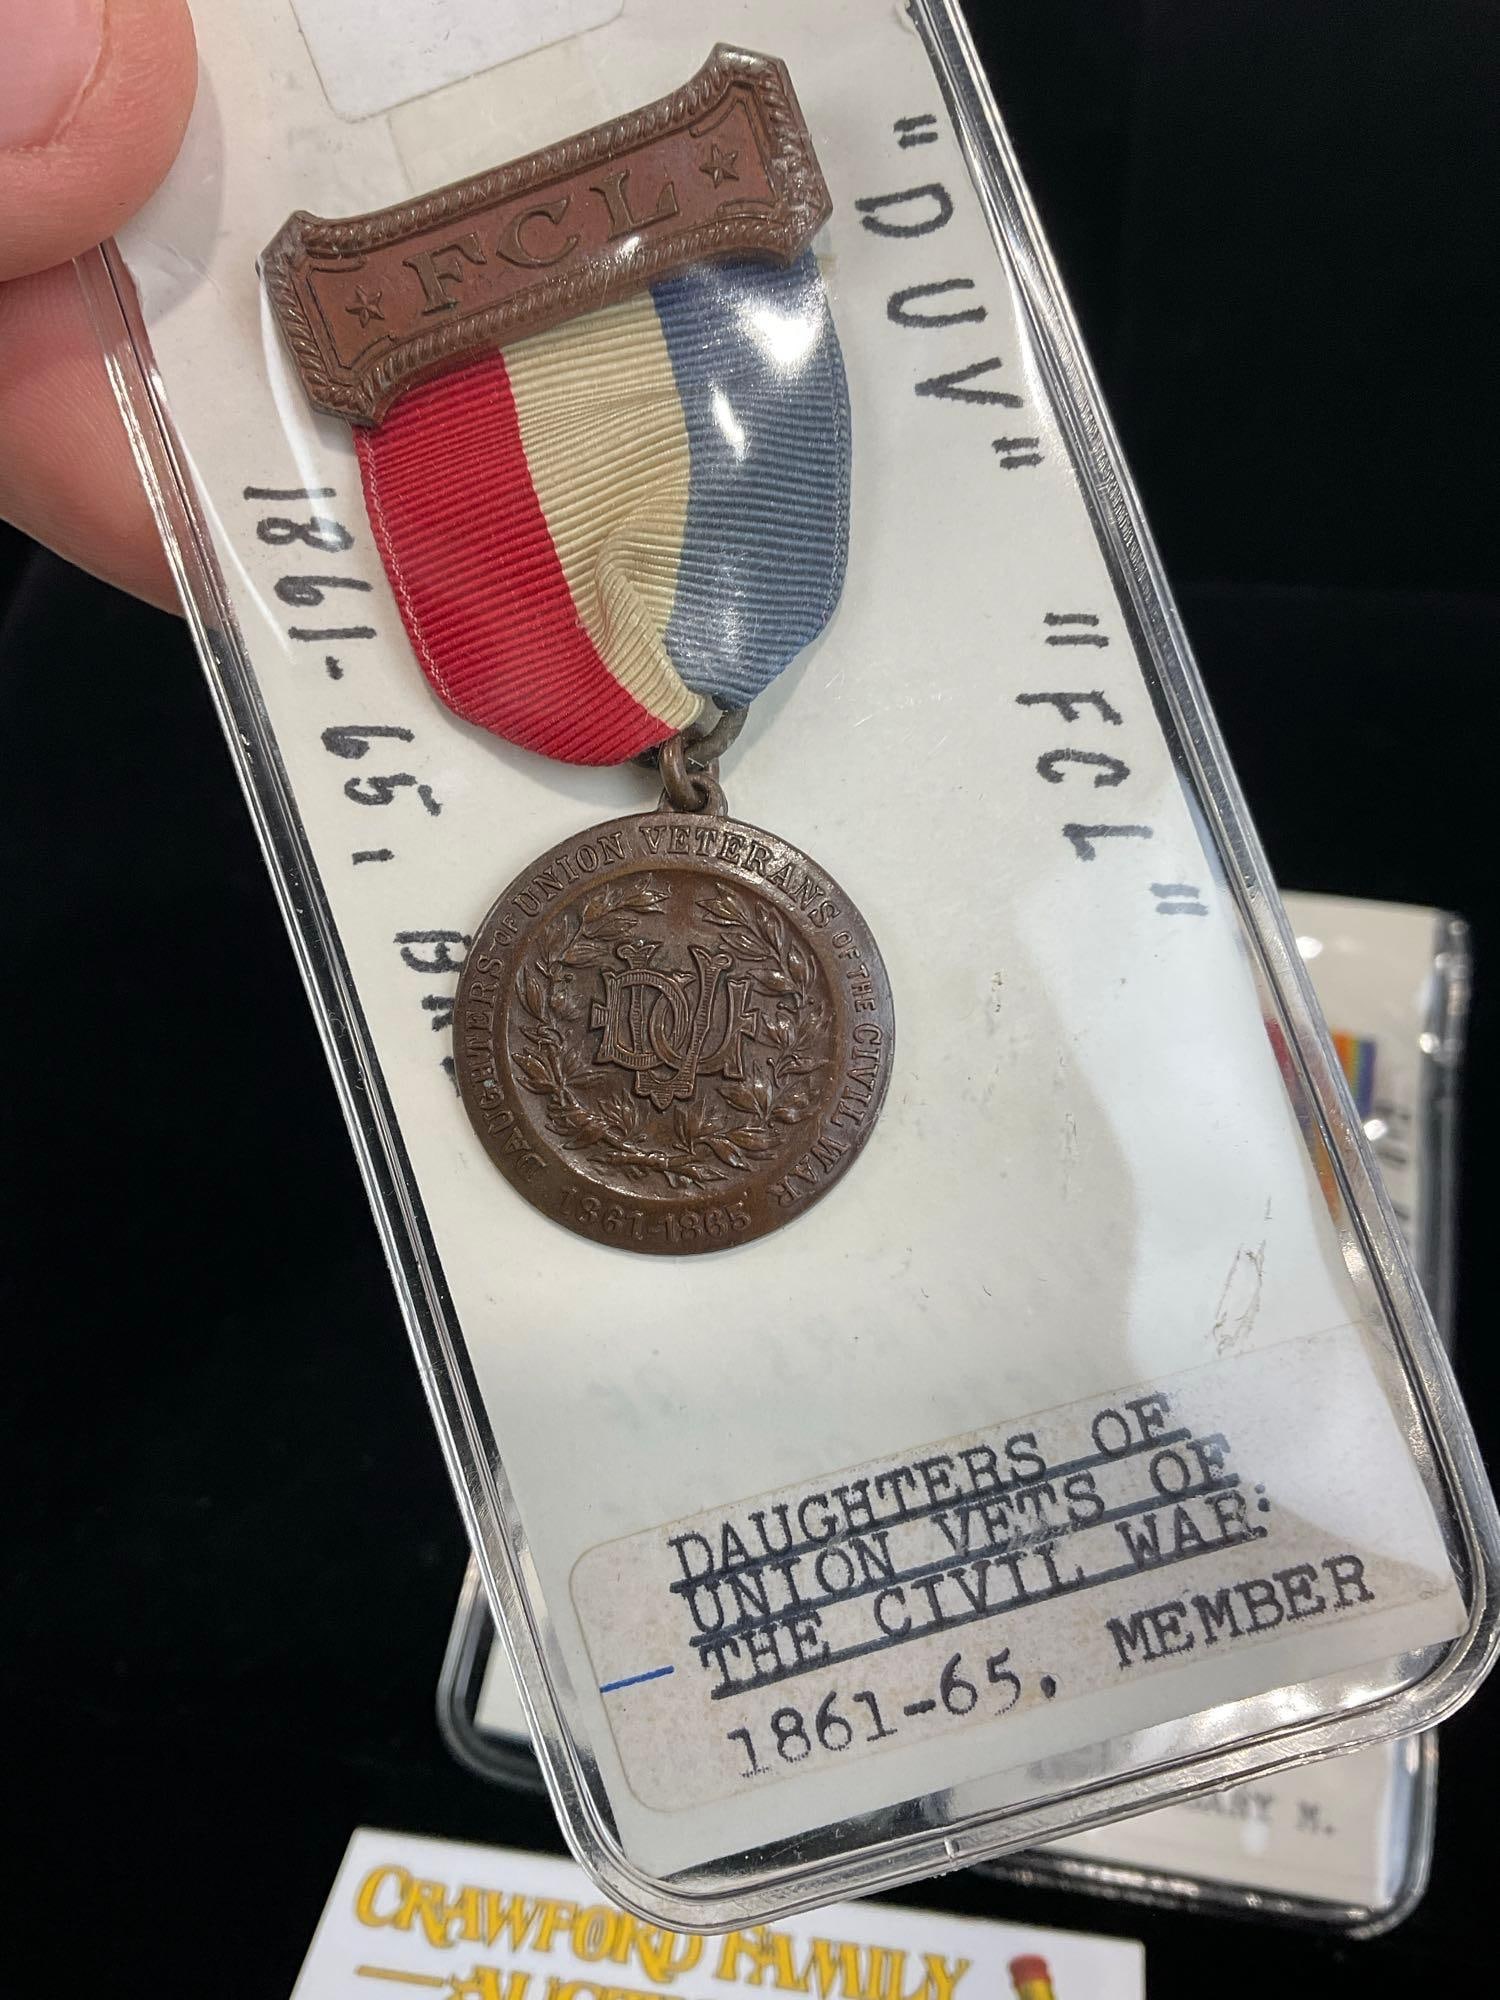 FCL
"DUV"
"FCL"
1861-65,
DAUGHTERS OF UNION VETERANS OF THE CIVIL WAR
1861-1865
DUV
DAUGHTERS OF
UNION VETS OF
THE CIVIL WAR:
1861-65. MEMBER
M.
CRAWFORD FAMILY